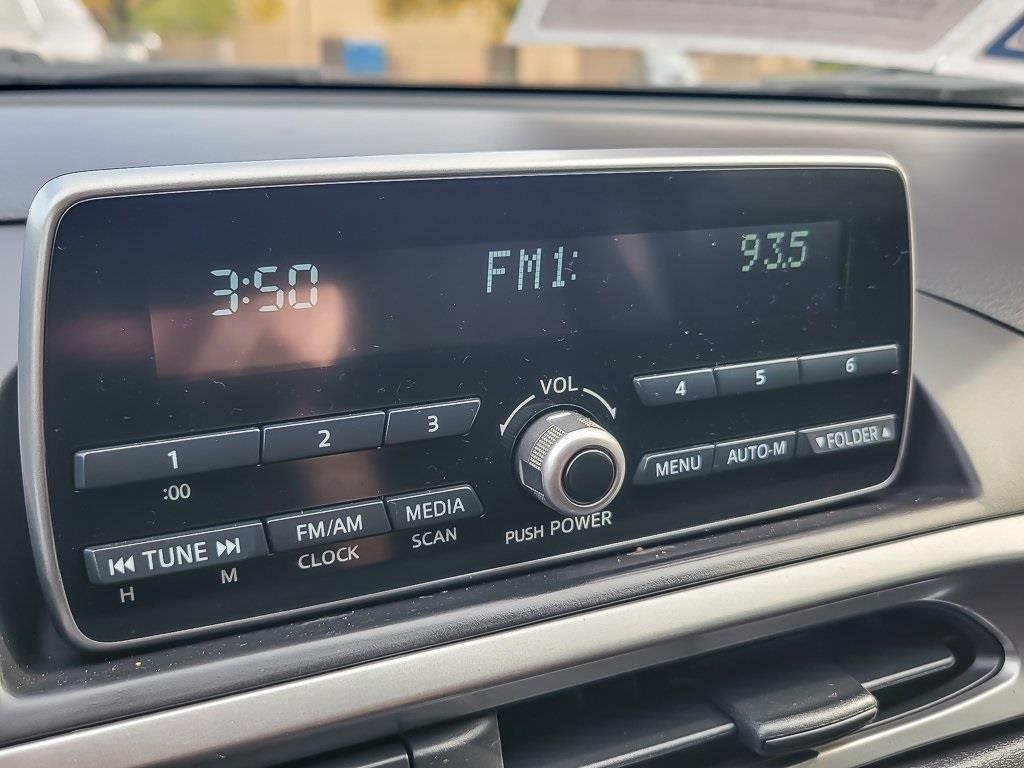 3:50 FM1: 93.5
VOL
1 2 3 4 5 6
:00
⏮ TUNE ⏭ FM/AM MEDIA MENU AUTO-M ▼FOLDER▲
H M CLOCK SCAN PUSH POWER